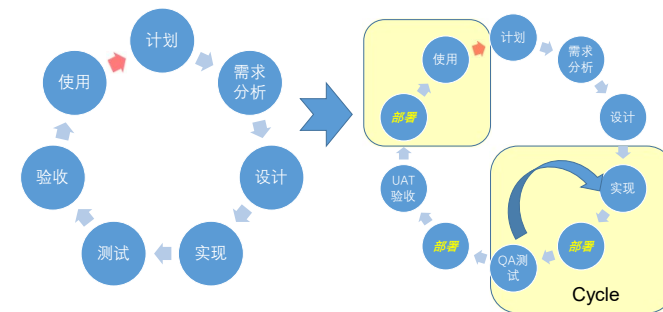 计划
需求
分析
设计
实现
测试
验收
使用
计划
需求
分析
设计
实现
部署
QA测
试
部署
UAT
验收
部署
使用
Cycle